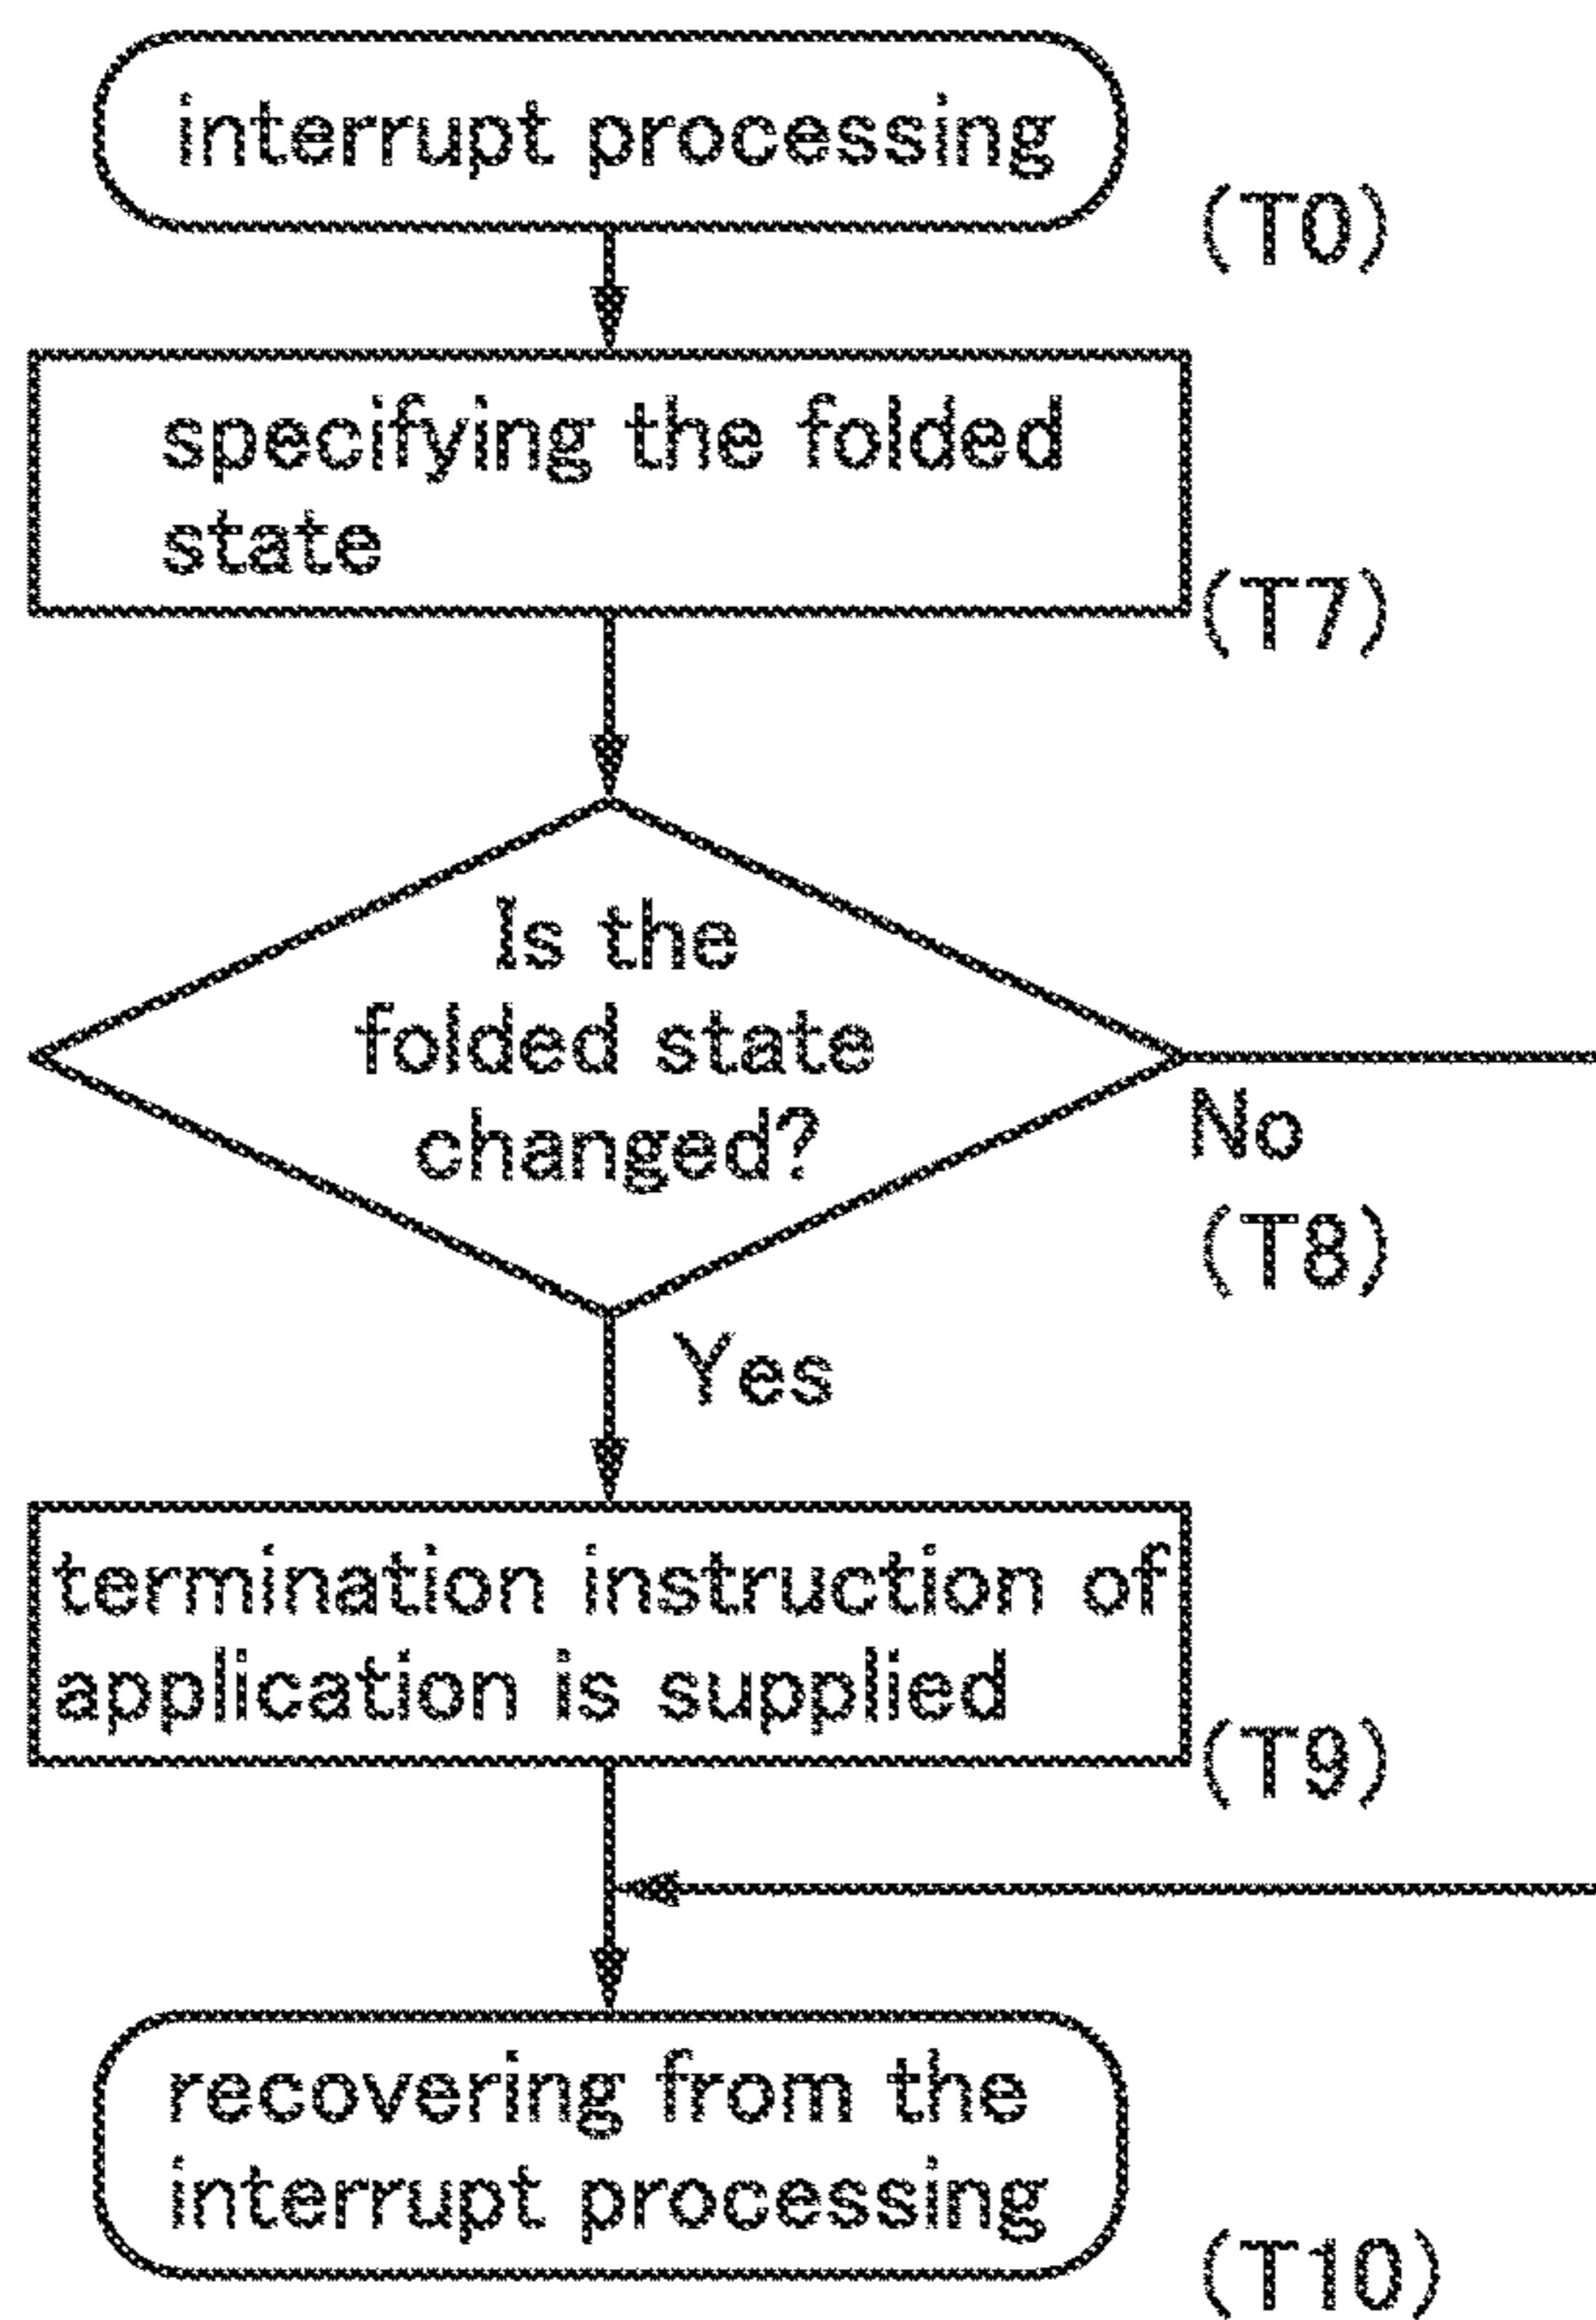 interrupt processing
(T0)
specifying the folded
state
(T7)
Is the
folded state
changed?
No
(T8)
Yes
termination instruction of
application is supplied
(T9)
recovering from the
interrupt processing
(T10)